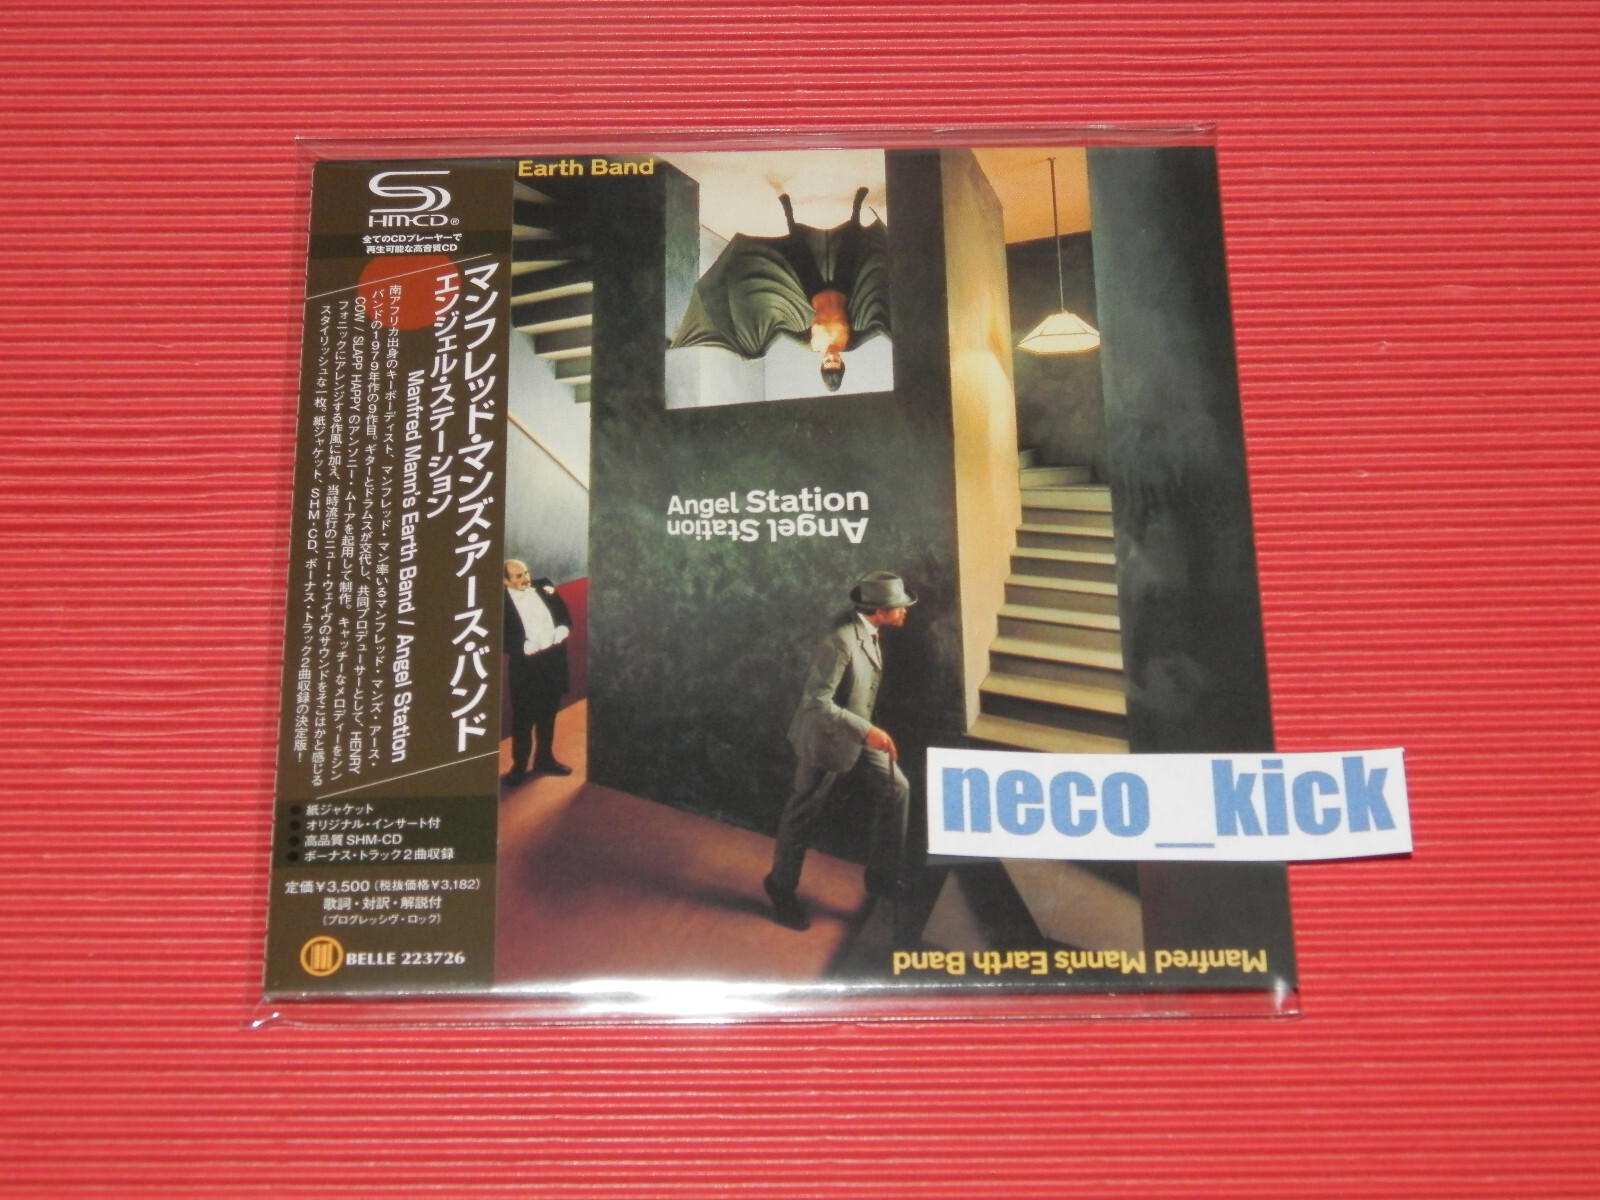 SHM-CD®
全てのCDプレーヤーで
再生可能な高音質CD
マンフレッド・マンズ・アース・バンド
エンジェル・ステーション
Manfred Mann's Earth Band / Angel Station
南アフリカ出身のキーボーディスト、マンフレッド・マン率いるマンフレッド・マンズ・アース・
バンドの1979年作の9作目。ギターとドラムスが交代し、共同プロデューサーとして、HENRY
COW / SLAPP HAPPYのアンソニー・ムーアを起用して制作。キャッチーなメロディーをシン
フォニックにアレンジする作風に加え、当時流行のニュー・ウェイヴのサウンドをそこはかと感じる
スタイリッシュな一枚。紙ジャケット、SHM-CD、ボーナス・トラック2曲収録の決定版!
● 紙ジャケット
● オリジナル・インサート付
● 高品質SHM-CD
● ボーナス・トラック2曲収録
定価¥3,500(税抜価格¥3,182)
歌詞・対訳・解説付
(プログレッシヴ・ロック)
BELLE 223726
Earth Band
Angel Station
Angel Station
neco_kick
Manfred Mann's Earth Band